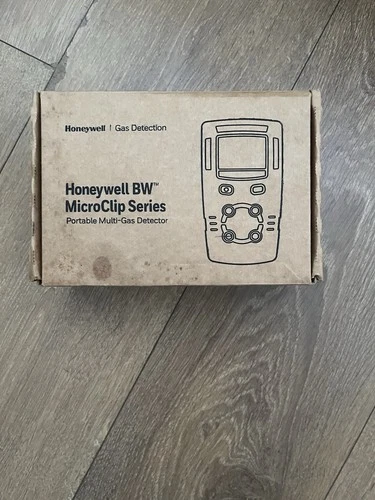 Honeywell | Gas Detection
Honeywell BW™
MicroClip Series
Portable Multi-Gas Detector